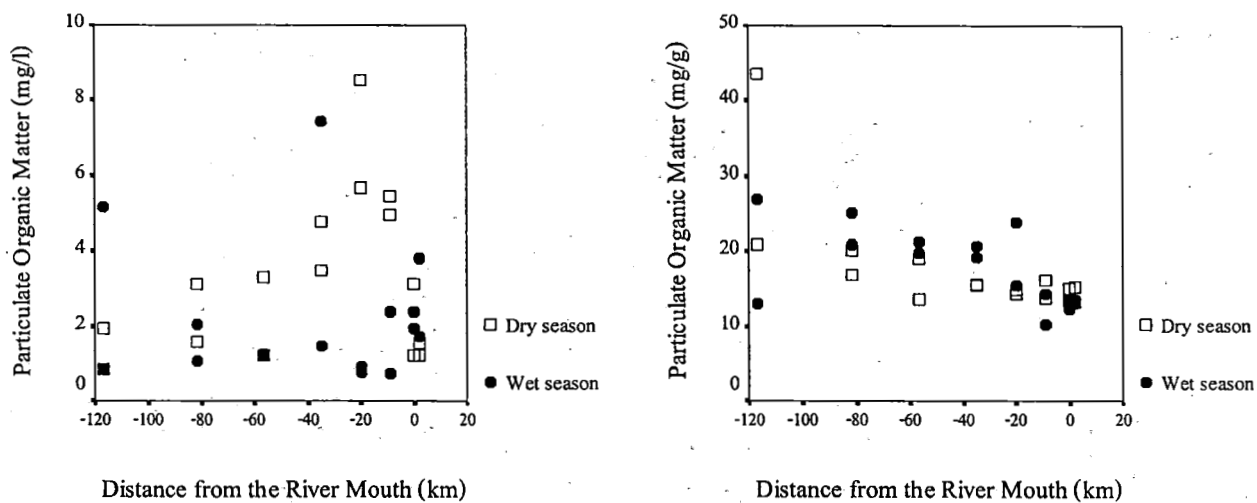 Particulate Organic Matter (mg/l)
10
8
6
4
2
0
-120 -100 -80 -60 -40 -20 0 20
Distance from the River Mouth (km)
Dry season
Wet season
Particulate Organic Matter (mg/g)
50
40
30
20
10
0
-120 -100 -80 -60 -40 -20 0 20
Distance from the River Mouth (km)
Dry season
Wet season